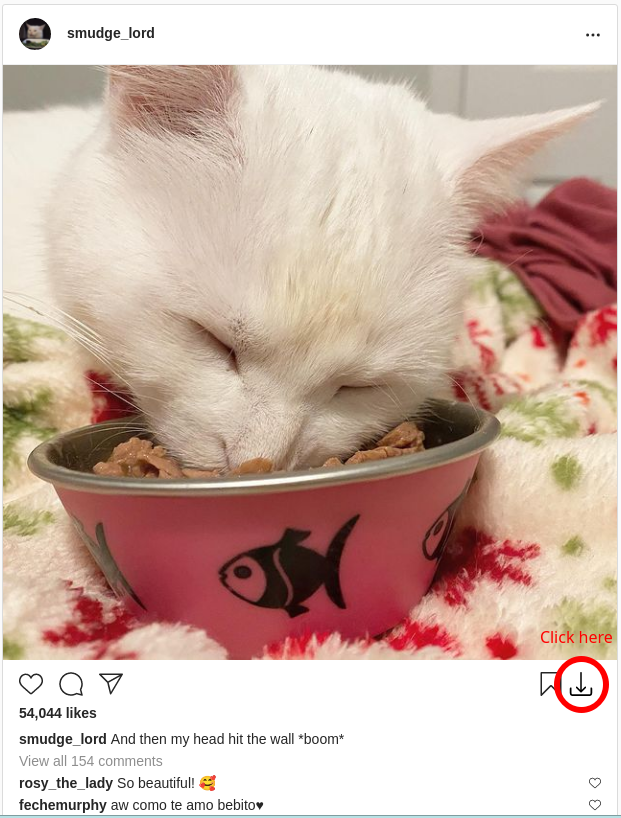 smudge_lord
Click here
54,044 likes
smudge_lord And then my head hit the wall *boom*
View all 154 comments
rosy_the_lady So beautiful! 🥰
fechemurphy aw como te amo bebito♥